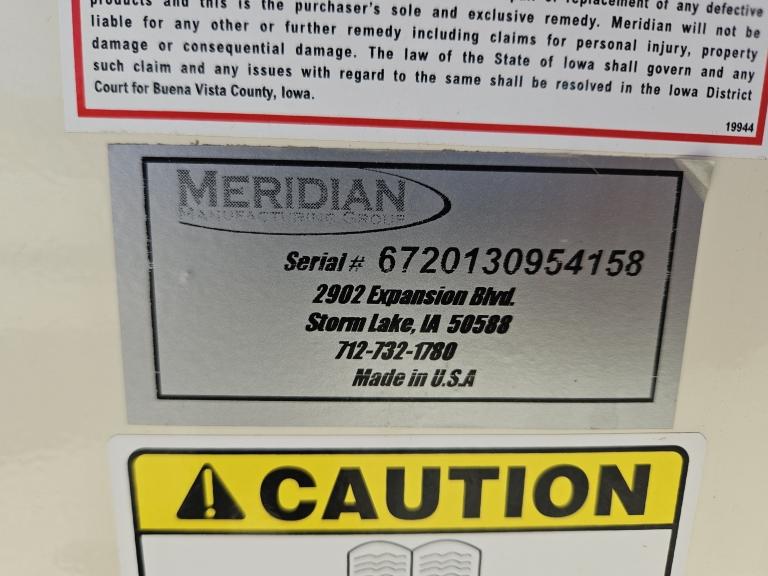 products and this is the purchaser's sole and exclusive remedy. Meridian will not be
liable for any other or further remedy including claims for personal injury, property
damage or consequential damage. The law of the State of Iowa shall govern and any
such claim and any issues with regard to the same shall be resolved in the Iowa District
Court for Buena Vista County, Iowa.
19944
MERIDIAN
MANUFACTURING GROUP
Serial# 6720130954158
2902 Expansion Blvd.
Storm Lake, IA 50588
712-732-1780
Made in U.S.A
CAUTION